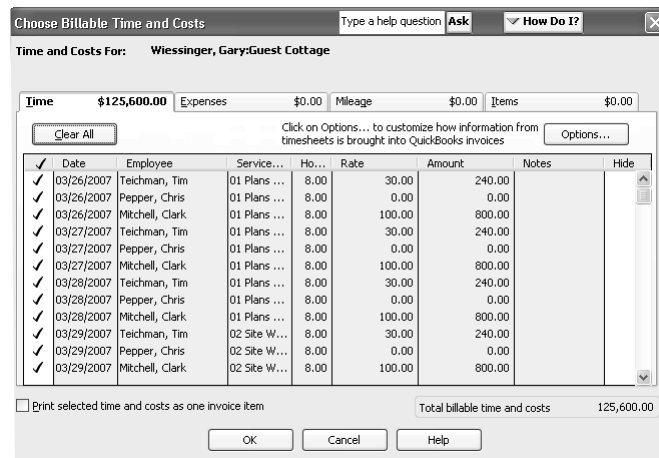 Choose Billable Time and Costs Type a help question Ask How Do I?
Time and Costs For: Wiessinger, Gary:Guest Cottage
Time $125,600.00 Expenses $0.00 Mileage $0.00 Items $0.00
Clear All Click on Options... to customize how information from timesheets is brought into QuickBooks invoices Options...
✓ Date Employee Service... Ho... Rate Amount Notes Hide
✓ 03/26/2007 Teichman, Tim 01 Plans ... 8.00 30.00 240.00
✓ 03/26/2007 Pepper, Chris 01 Plans ... 8.00 0.00 0.00
✓ 03/26/2007 Mitchell, Clark 01 Plans ... 8.00 100.00 800.00
✓ 03/27/2007 Teichman, Tim 01 Plans ... 8.00 30.00 240.00
✓ 03/27/2007 Pepper, Chris 01 Plans ... 8.00 0.00 0.00
✓ 03/27/2007 Mitchell, Clark 01 Plans ... 8.00 100.00 800.00
✓ 03/28/2007 Teichman, Tim 01 Plans ... 8.00 30.00 240.00
✓ 03/28/2007 Pepper, Chris 01 Plans ... 8.00 0.00 0.00
✓ 03/28/2007 Mitchell, Clark 01 Plans ... 8.00 100.00 800.00
✓ 03/29/2007 Teichman, Tim 02 Site W... 8.00 30.00 240.00
✓ 03/29/2007 Pepper, Chris 02 Site W... 8.00 0.00 0.00
✓ 03/29/2007 Mitchell, Clark 02 Site W... 8.00 100.00 800.00
Print selected time and costs as one invoice item Total billable time and costs 125,600.00
OK Cancel Help